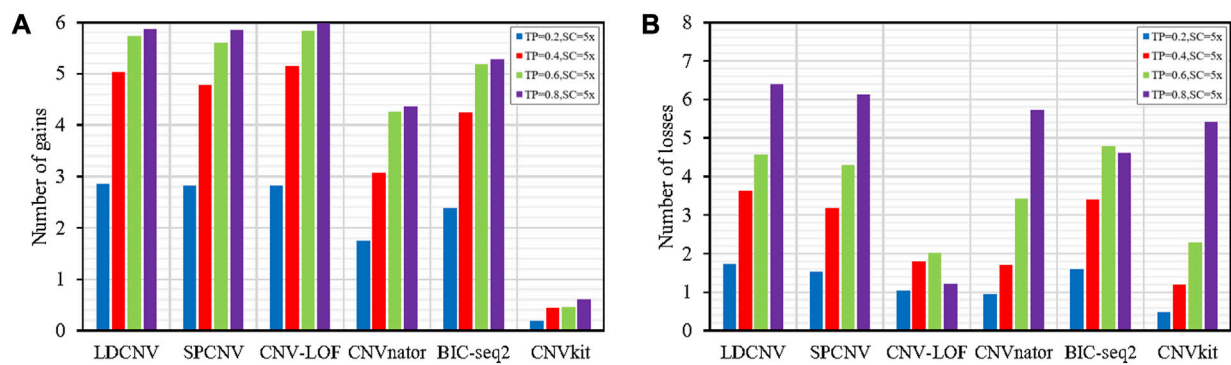 A
Number of gains
6
5
4
3
2
1
0
TP=0.2,SC=5x
TP=0.4,SC=5x
TP=0.6,SC=5x
TP=0.8,SC=5x
LDCNV SPCNV CNV-LOF CNVnator BIC-seq2 CNVkit
B
Number of losses
8
7
6
5
4
3
2
1
0
TP=0.2,SC=5x
TP=0.4,SC=5x
TP=0.6,SC=5x
TP=0.8,SC=5x
LDCNV SPCNV CNV-LOF CNVnator BIC-seq2 CNVkit